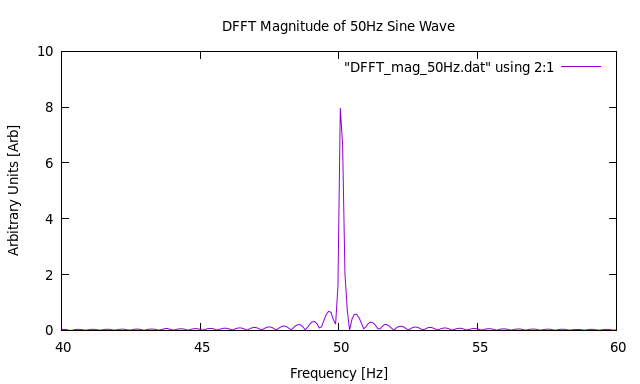 DFFT Magnitude of 50Hz Sine Wave
10
"DFFT_mag_50Hz.dat" using 2:1
8
6
4
2
0
Arbitrary Units [Arb]
40 45 50 55 60
Frequency [Hz]